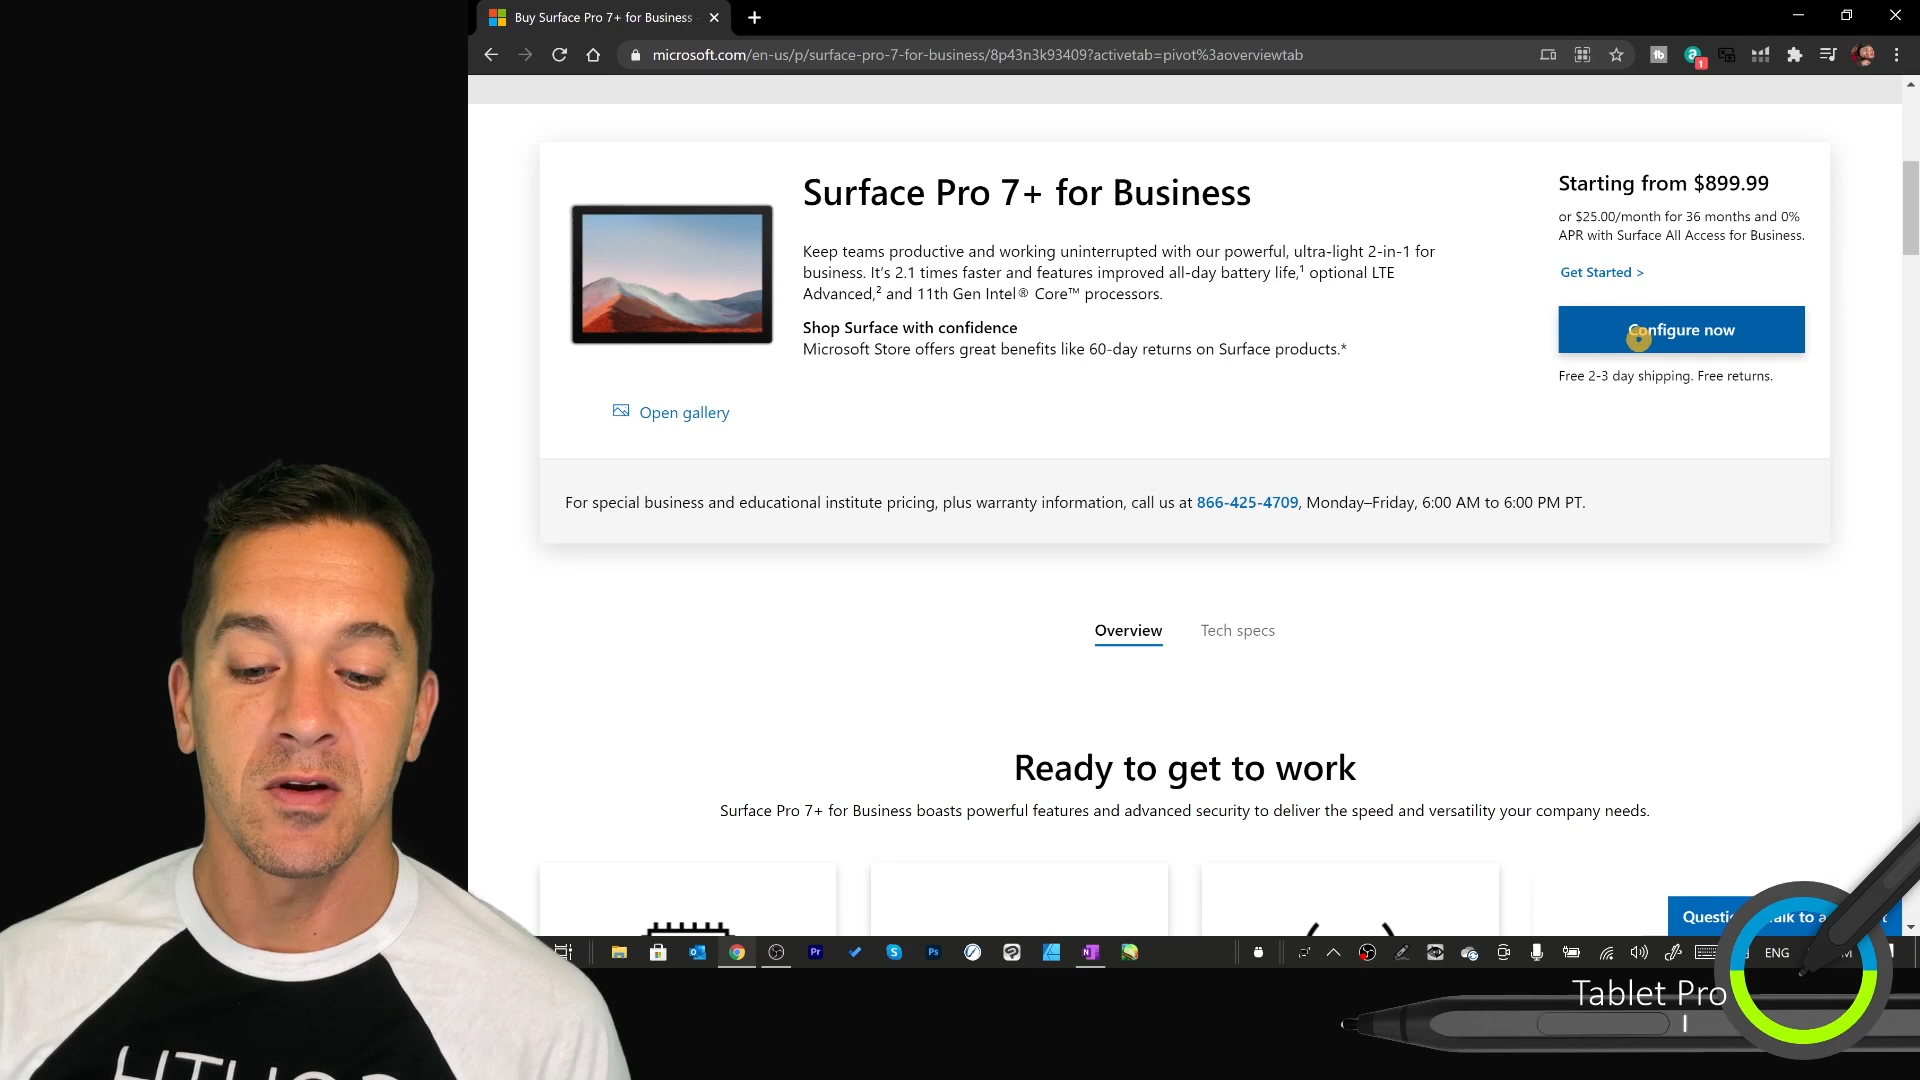 Buy Surface Pro 7+ for Business
microsoft.com/en-us/p/surface-pro-7-for-business/8p43n3k93409?activetab=pivot%3aoverviewtab
1
Surface Pro 7+ for Business
Keep teams productive and working uninterrupted with our powerful, ultra-light 2-in-1 for
business. It’s 2.1 times faster and features improved all-day battery life,¹ optional LTE
Advanced,² and 11th Gen Intel® Core™ processors.
Shop Surface with confidence
Microsoft Store offers great benefits like 60-day returns on Surface products.*
Open gallery
Starting from $899.99
or $25.00/month for 36 months and 0%
APR with Surface All Access for Business.
Get Started >
Configure now
Free 2-3 day shipping. Free returns.
For special business and educational institute pricing, plus warranty information, call us at 866-425-4709, Monday–Friday, 6:00 AM to 6:00 PM PT.
Overview Tech specs
Ready to get to work
Surface Pro 7+ for Business boasts powerful features and advanced security to deliver the speed and versatility your company needs.
to a
ENG
Tablet Pro